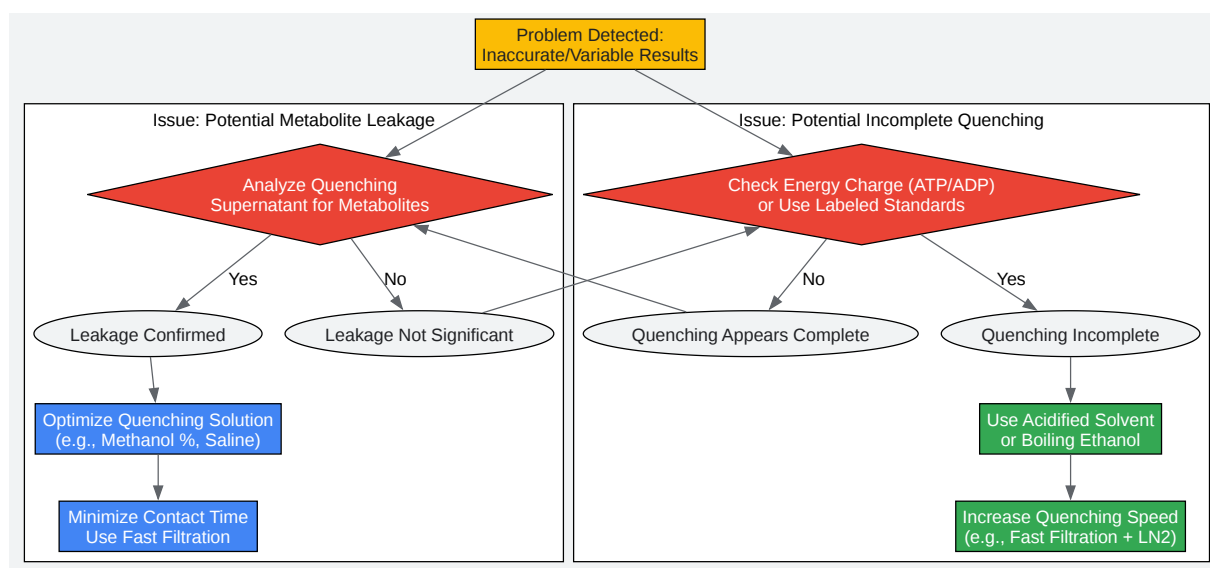 Problem Detected:
Inaccurate/Variable Results
Issue: Potential Metabolite Leakage
Issue: Potential Incomplete Quenching
Analyze Quenching
Supernatant for Metabolites
Check Energy Charge (ATP/ADP)
or Use Labeled Standards
Yes
No
No
Yes
Leakage Confirmed
Leakage Not Significant
Quenching Appears Complete
Quenching Incomplete
Optimize Quenching Solution
(e.g., Methanol %, Saline)
Use Acidified Solvent
or Boiling Ethanol
Minimize Contact Time
Use Fast Filtration
Increase Quenching Speed
(e.g., Fast Filtration + LN2)